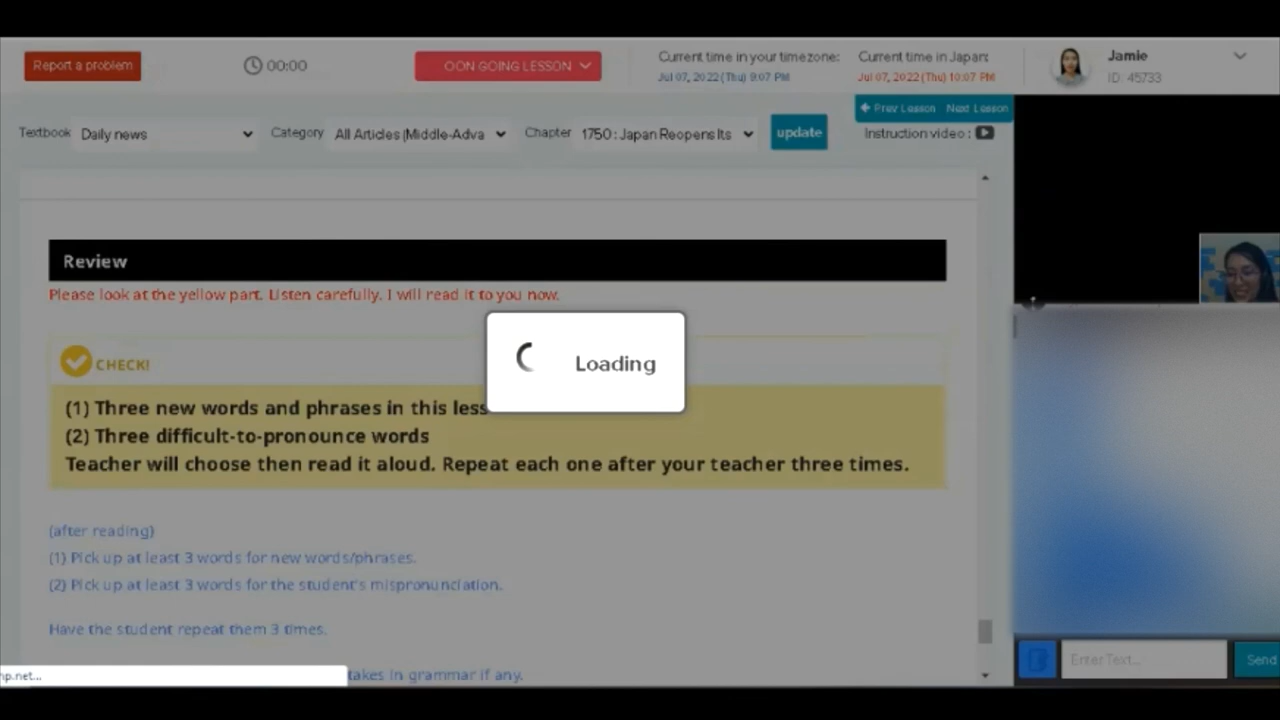 Report a problem
00:00
OON GOING LESSON
Current time in your timezone:
Jul 07, 2022 (Thu) 9:07 PM
Current time in Japan:
Jul 07, 2022 (Thu) 10:07 PM
Jamie
ID: 45733
Prev Lesson Next Lesson
Textbook Daily news
Category All Articles (Middle-Adva
Chapter 1750 : Japan Reopens Its
update
Instruction video :
Review
Please look at the yellow part. Listen carefully. I will read it to you now.
Loading
CHECK!
(1) Three new words and phrases in this less
(2) Three difficult-to-pronounce words
Teacher will choose then read it aloud. Repeat each one after your teacher three times.
(after reading)
(1) Pick up at least 3 words for new words/phrases.
(2) Pick up at least 3 words for the student's mispronunciation.
Have the student repeat them 3 times.
np.net...
takes in grammar if any.
Enter Text...
Send